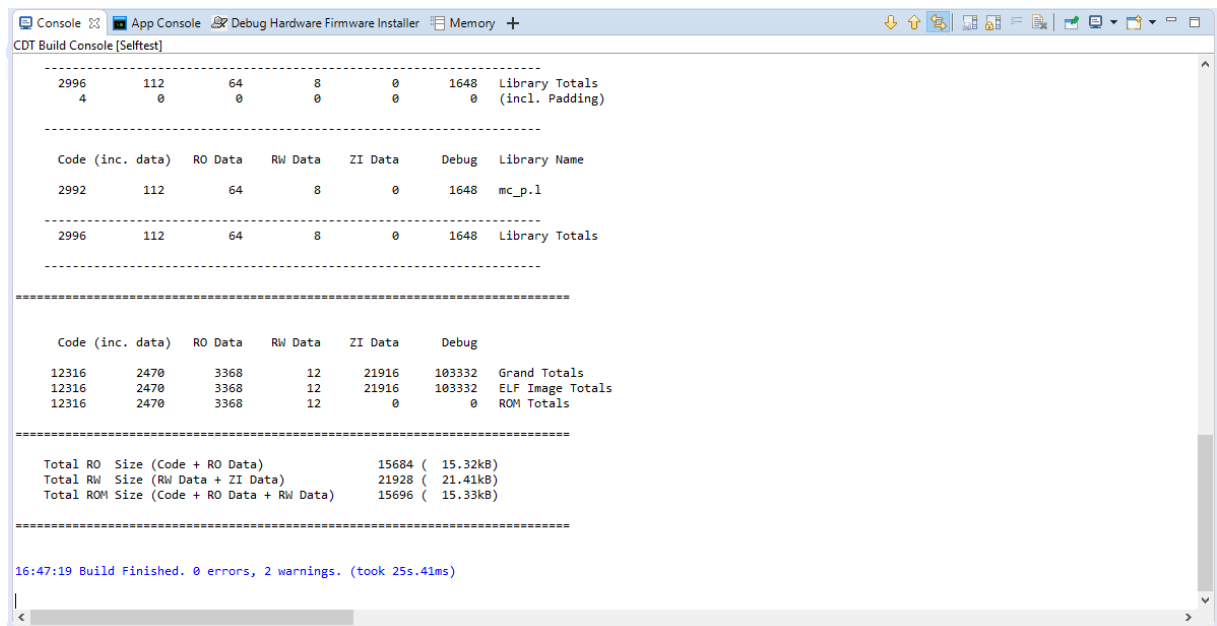 Console App Console Debug Hardware Firmware Installer Memory
CDT Build Console [Selftest]
----------------------------------------------------------------------
2996 112 64 8 0 1648 Library Totals
4 0 0 0 0 0 (incl. Padding)
----------------------------------------------------------------------
Code (inc. data) RO Data RW Data ZI Data Debug Library Name
2992 112 64 8 0 1648 mc_p.l
----------------------------------------------------------------------
2996 112 64 8 0 1648 Library Totals
----------------------------------------------------------------------
==============================================================================
Code (inc. data) RO Data RW Data ZI Data Debug
12316 2470 3368 12 21916 103332 Grand Totals
12316 2470 3368 12 21916 103332 ELF Image Totals
12316 2470 3368 12 0 0 ROM Totals
==============================================================================
Total RO Size (Code + RO Data) 15684 ( 15.32kB)
Total RW Size (RW Data + ZI Data) 21928 ( 21.41kB)
Total ROM Size (Code + RO Data + RW Data) 15696 ( 15.33kB)
==============================================================================
16:47:19 Build Finished. 0 errors, 2 warnings. (took 25s.41ms)